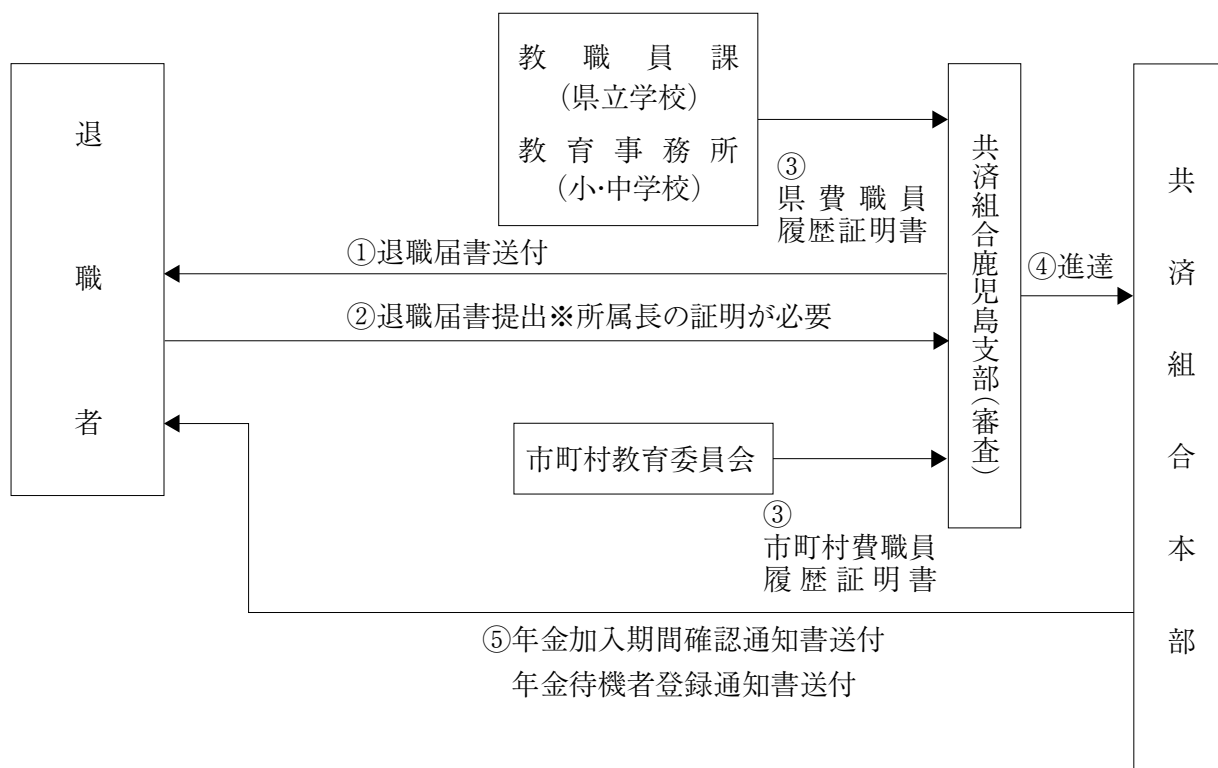 教職員課
(県立学校)
教育事務所
(小・中学校)
退職者
③
県費職員
履歴証明書
①退職届書送付
②退職届書提出※所属長の証明が必要
共済組合鹿児島支部(審査)
④進達
共済組合本部
市町村教育委員会
③
市町村費職員
履歴証明書
⑤年金加入期間確認通知書送付
年金待機者登録通知書送付